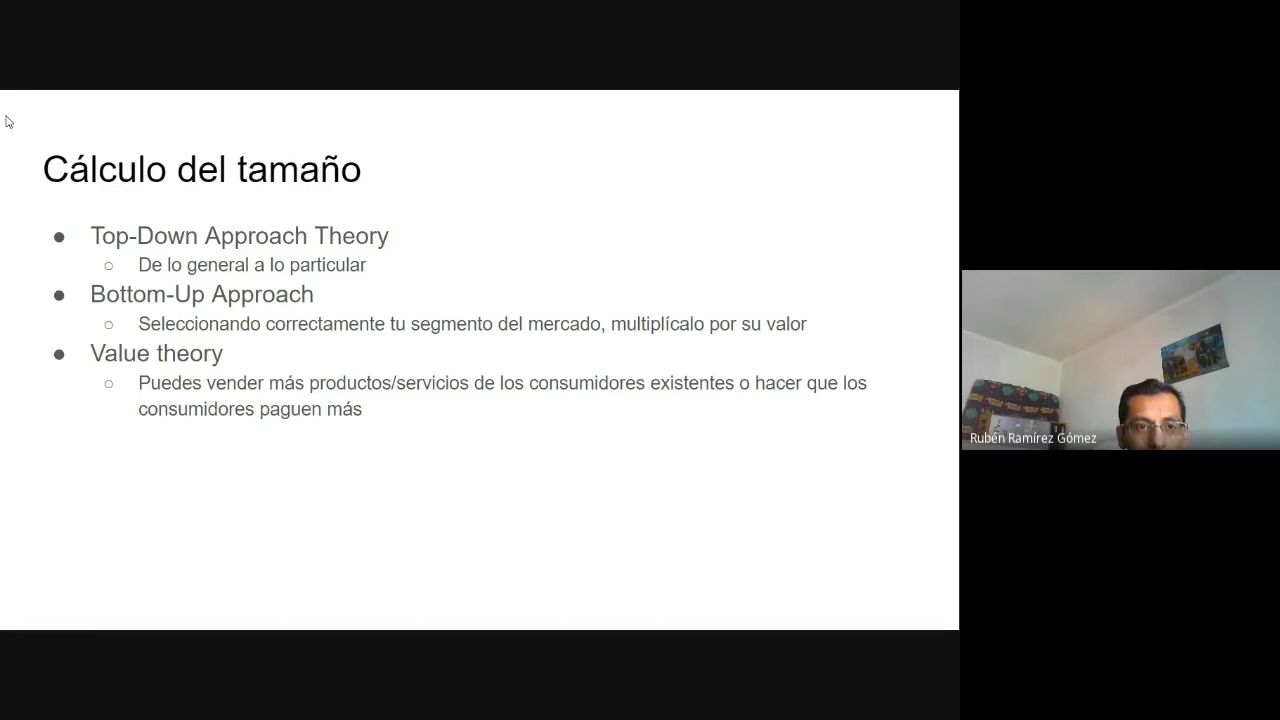 Cálculo del tamaño
● Top-Down Approach Theory
○ De lo general a lo particular
● Bottom-Up Approach
○ Seleccionando correctamente tu segmento del mercado, multiplícalo por su valor
● Value theory
○ Puedes vender más productos/servicios de los consumidores existentes o hacer que los
consumidores paguen más
Rubén Ramírez Gómez